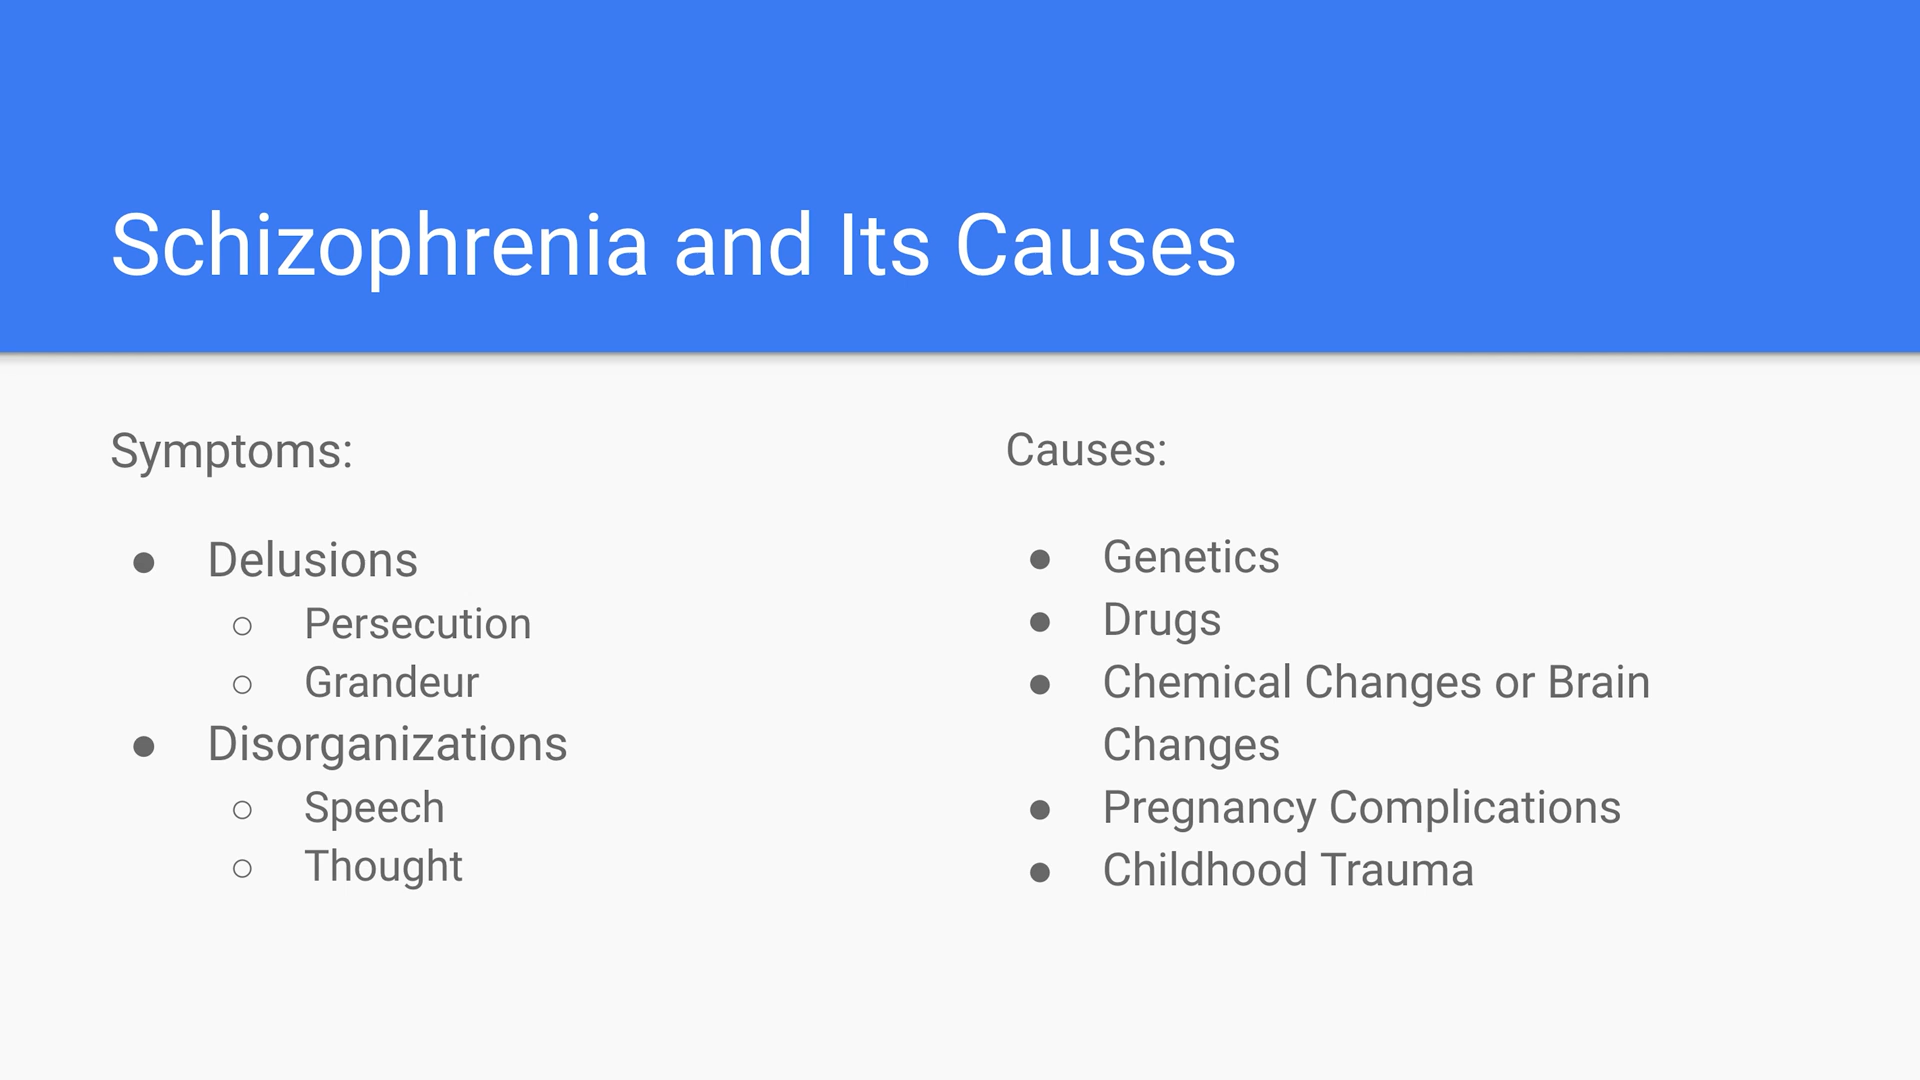 Schizophrenia and Its Causes
Symptoms:
● Delusions
○ Persecution
○ Grandeur
● Disorganizations
○ Speech
○ Thought
Causes:
● Genetics
● Drugs
● Chemical Changes or Brain
Changes
● Pregnancy Complications
● Childhood Trauma